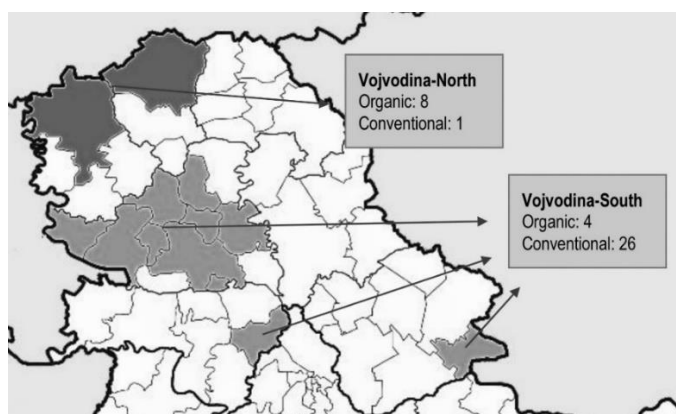 Vojvodina-North
Organic: 8
Conventional: 1
Vojvodina-South
Organic: 4
Conventional: 26